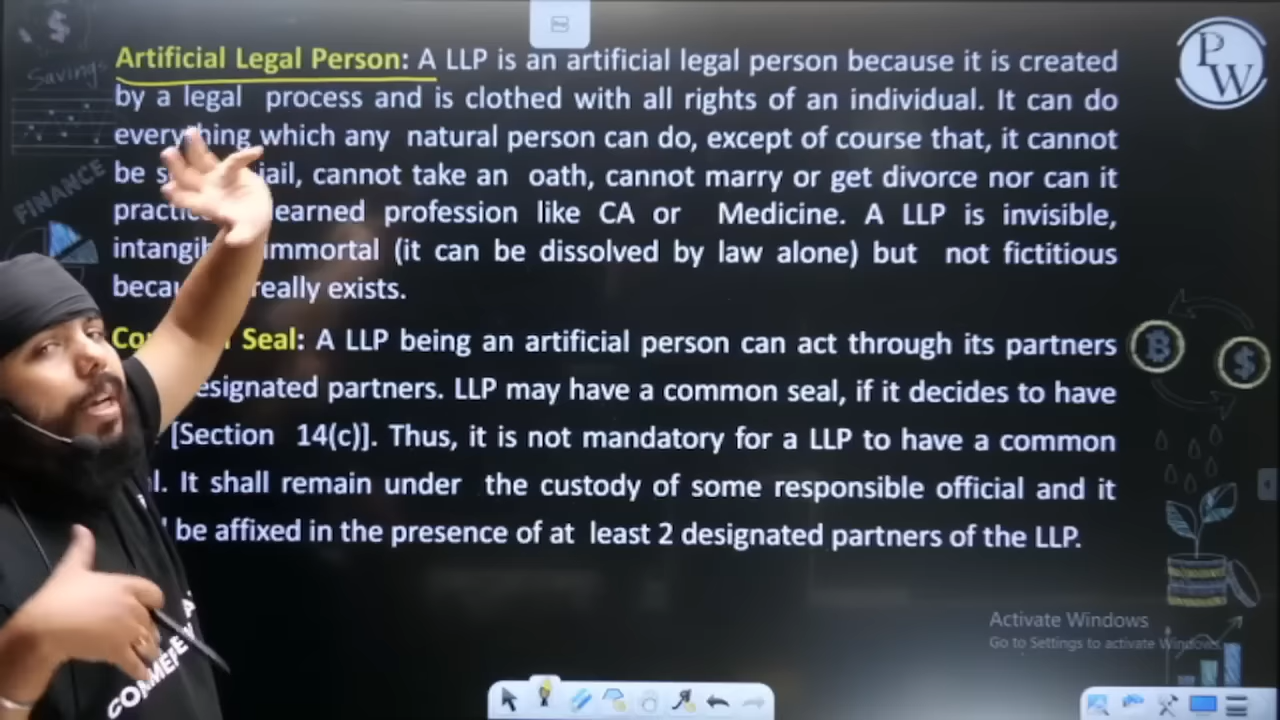 Savings
FINANCE
P
W
Artificial Legal Person: A LLP is an artificial legal person because it is created
by a legal process and is clothed with all rights of an individual. It can do
everything which any natural person can do, except of course that, it cannot
be jail, cannot take an oath, cannot marry or get divorce nor can it
earned profession like CA or Medicine. A LLP is invisible,
immortal (it can be dissolved by law alone) but not fictitious
really exists.
Seal: A LLP being an artificial person can act through its partners
designated partners. LLP may have a common seal, if it decides to have
[Section 14(c)]. Thus, it is not mandatory for a LLP to have a common
l. It shall remain under the custody of some responsible official and it
be affixed in the presence of at least 2 designated partners of the LLP.
Activate Windows
Go to Settings to activate Windows.